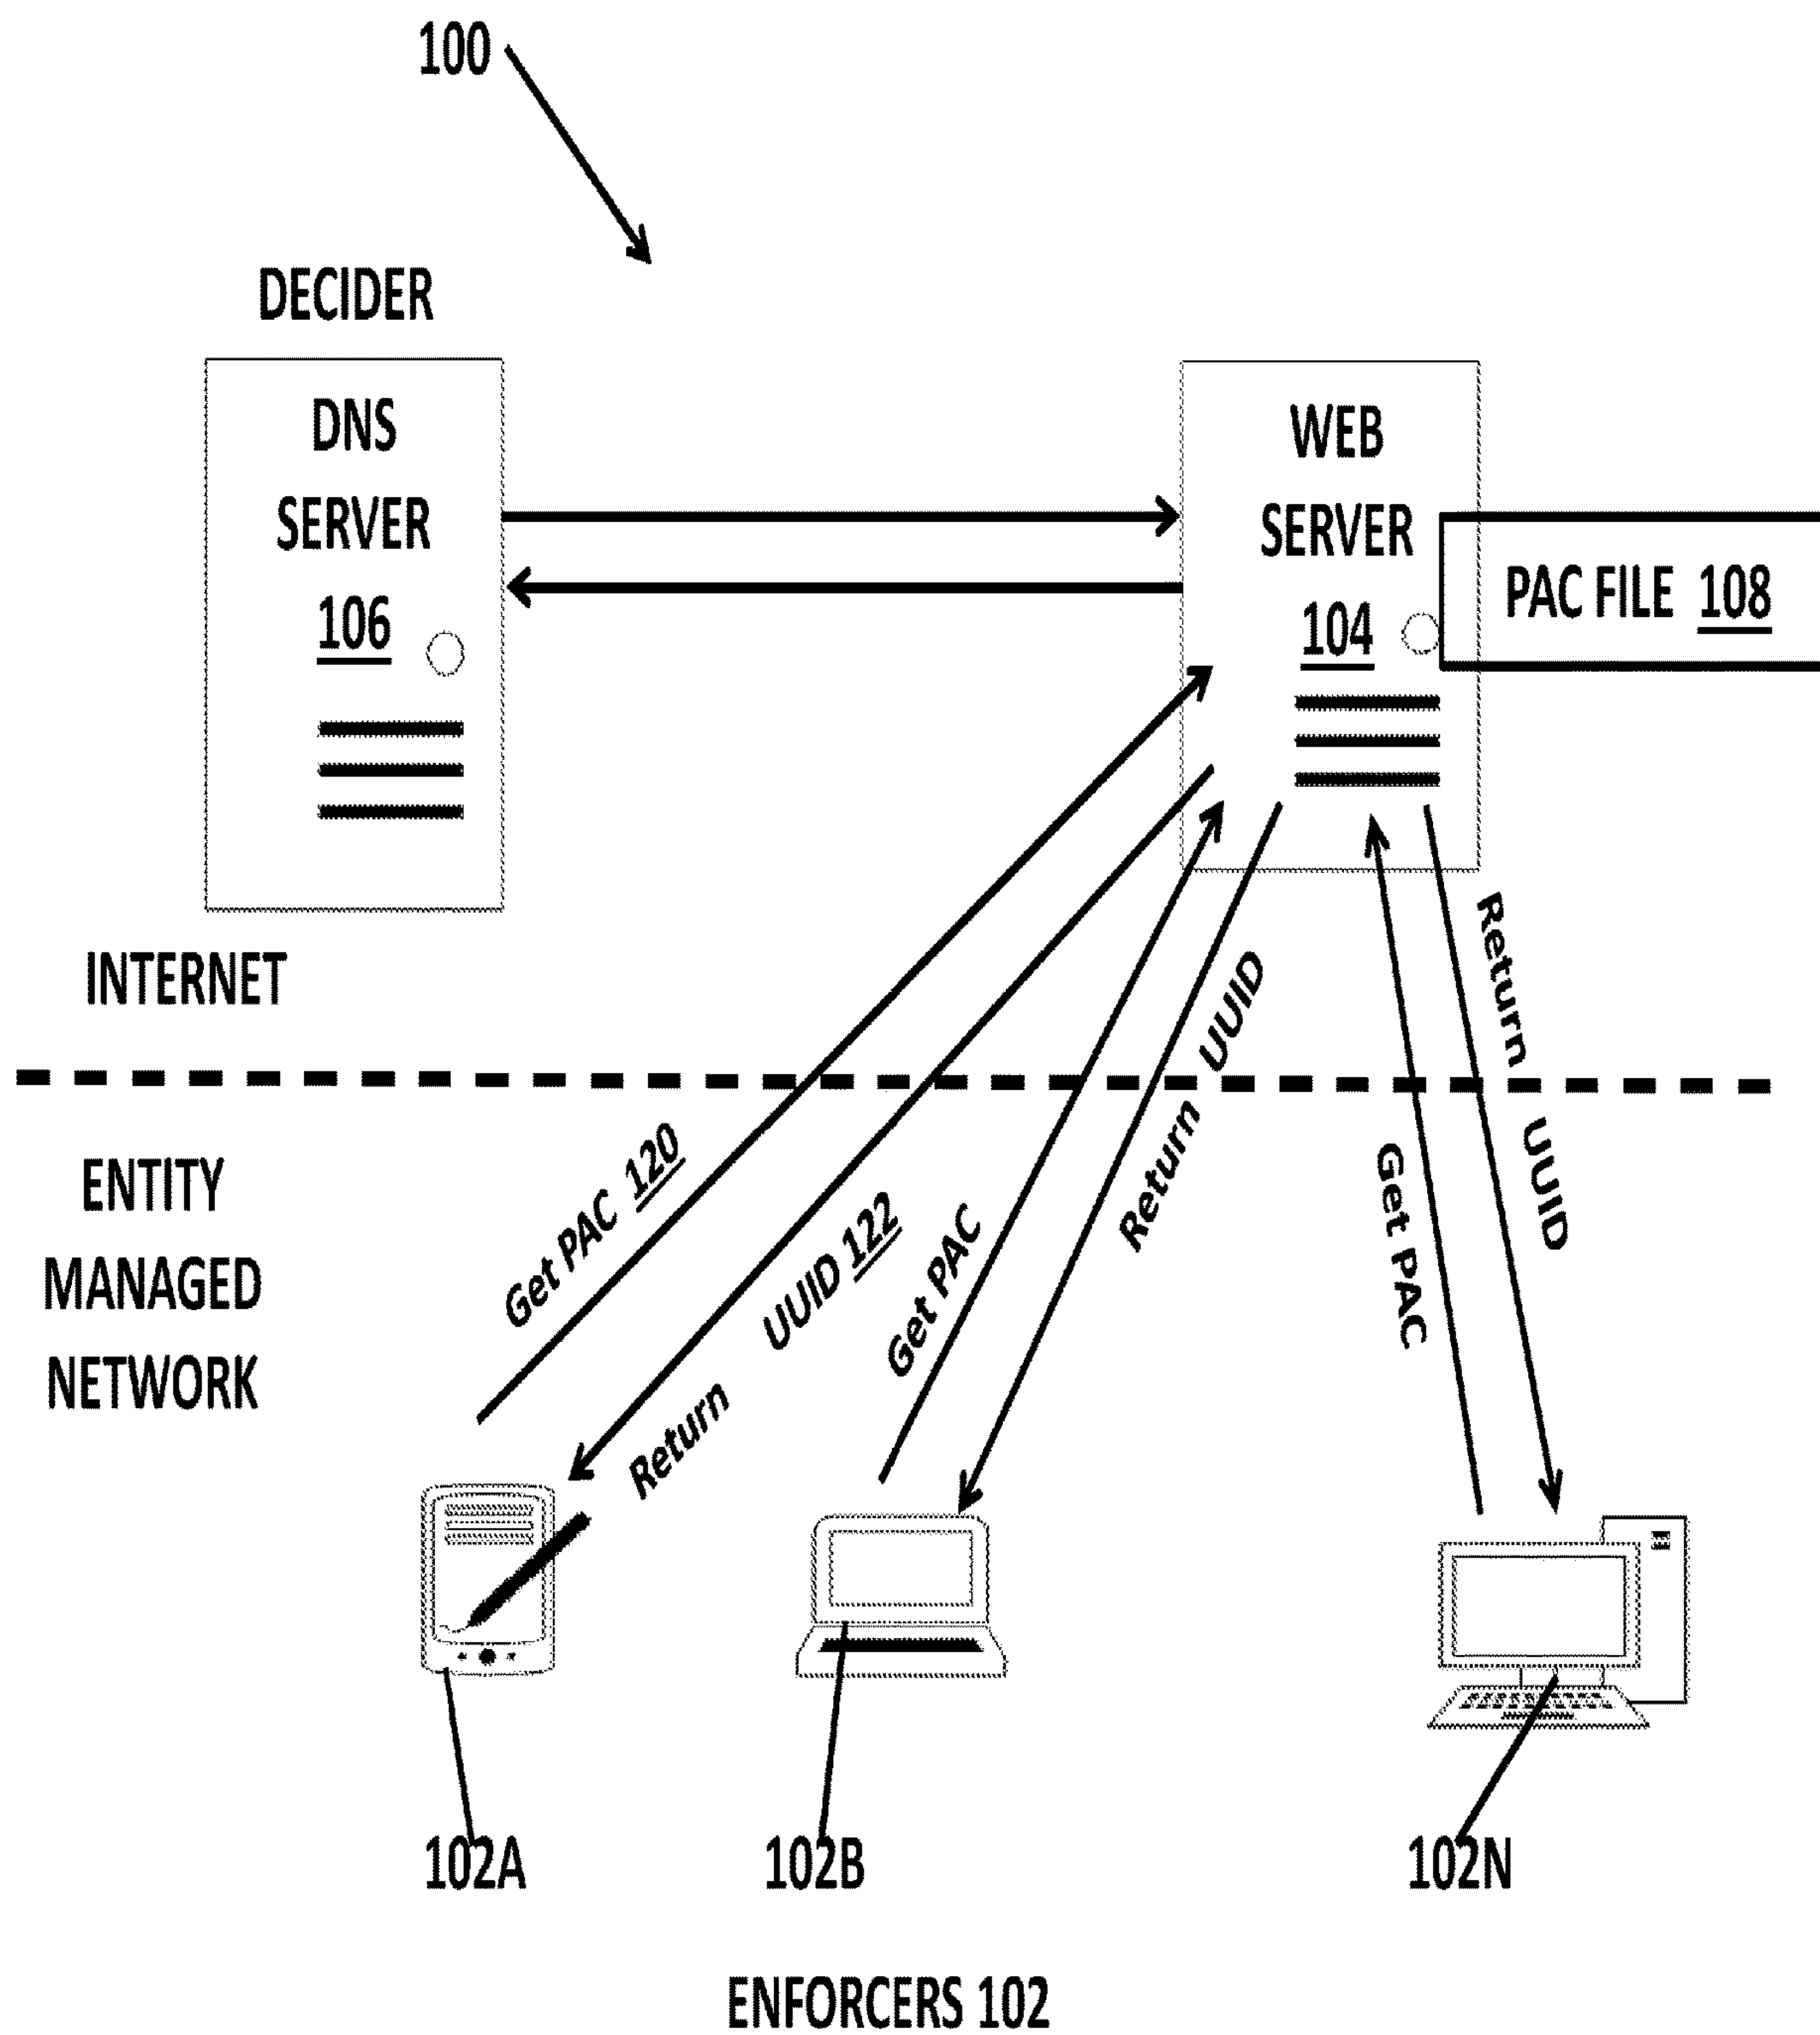 100
DECIDER
DNS
SERVER
106
WEB
SERVER
104
PAC FILE 108
INTERNET
ENTITY
MANAGED
NETWORK
Get PAC 120
Return UUID 122
Get PAC
Return UUID
Get PAC
Return UUID
102A
102B
102N
ENFORCERS 102